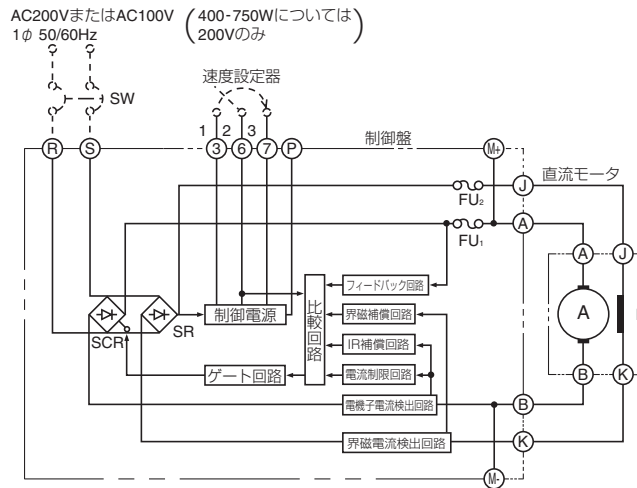 AC200VまたはAC100V
1φ 50/60Hz
(400-750Wについては
200Vのみ)
SW
速度設定器
1 2 3
R S 3 6 7 P
制御盤
M+
直流モータ
FU₂
J
FU₁
A
A J
フィードバック回路
比較回路
界磁補償回路
制御電源
SCR
SR
IR補償回路
ゲート回路
電流制限回路
A
電機子電流検出回路
B
B K
界磁電流検出回路
K
M-